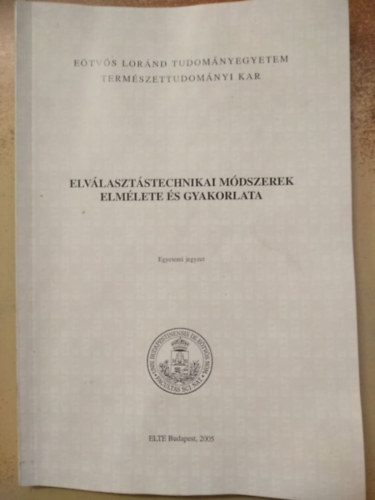 EÖTVÖS LORÁND TUDOMÁNYEGYETEM
TERMÉSZETTUDOMÁNYI KAR
ELVÁLASZTÁSTECHNIKAI MÓDSZEREK
ELMÉLETE ÉS GYAKORLATA
Egyetemi jegyzet
ELTE Budapest, 2005